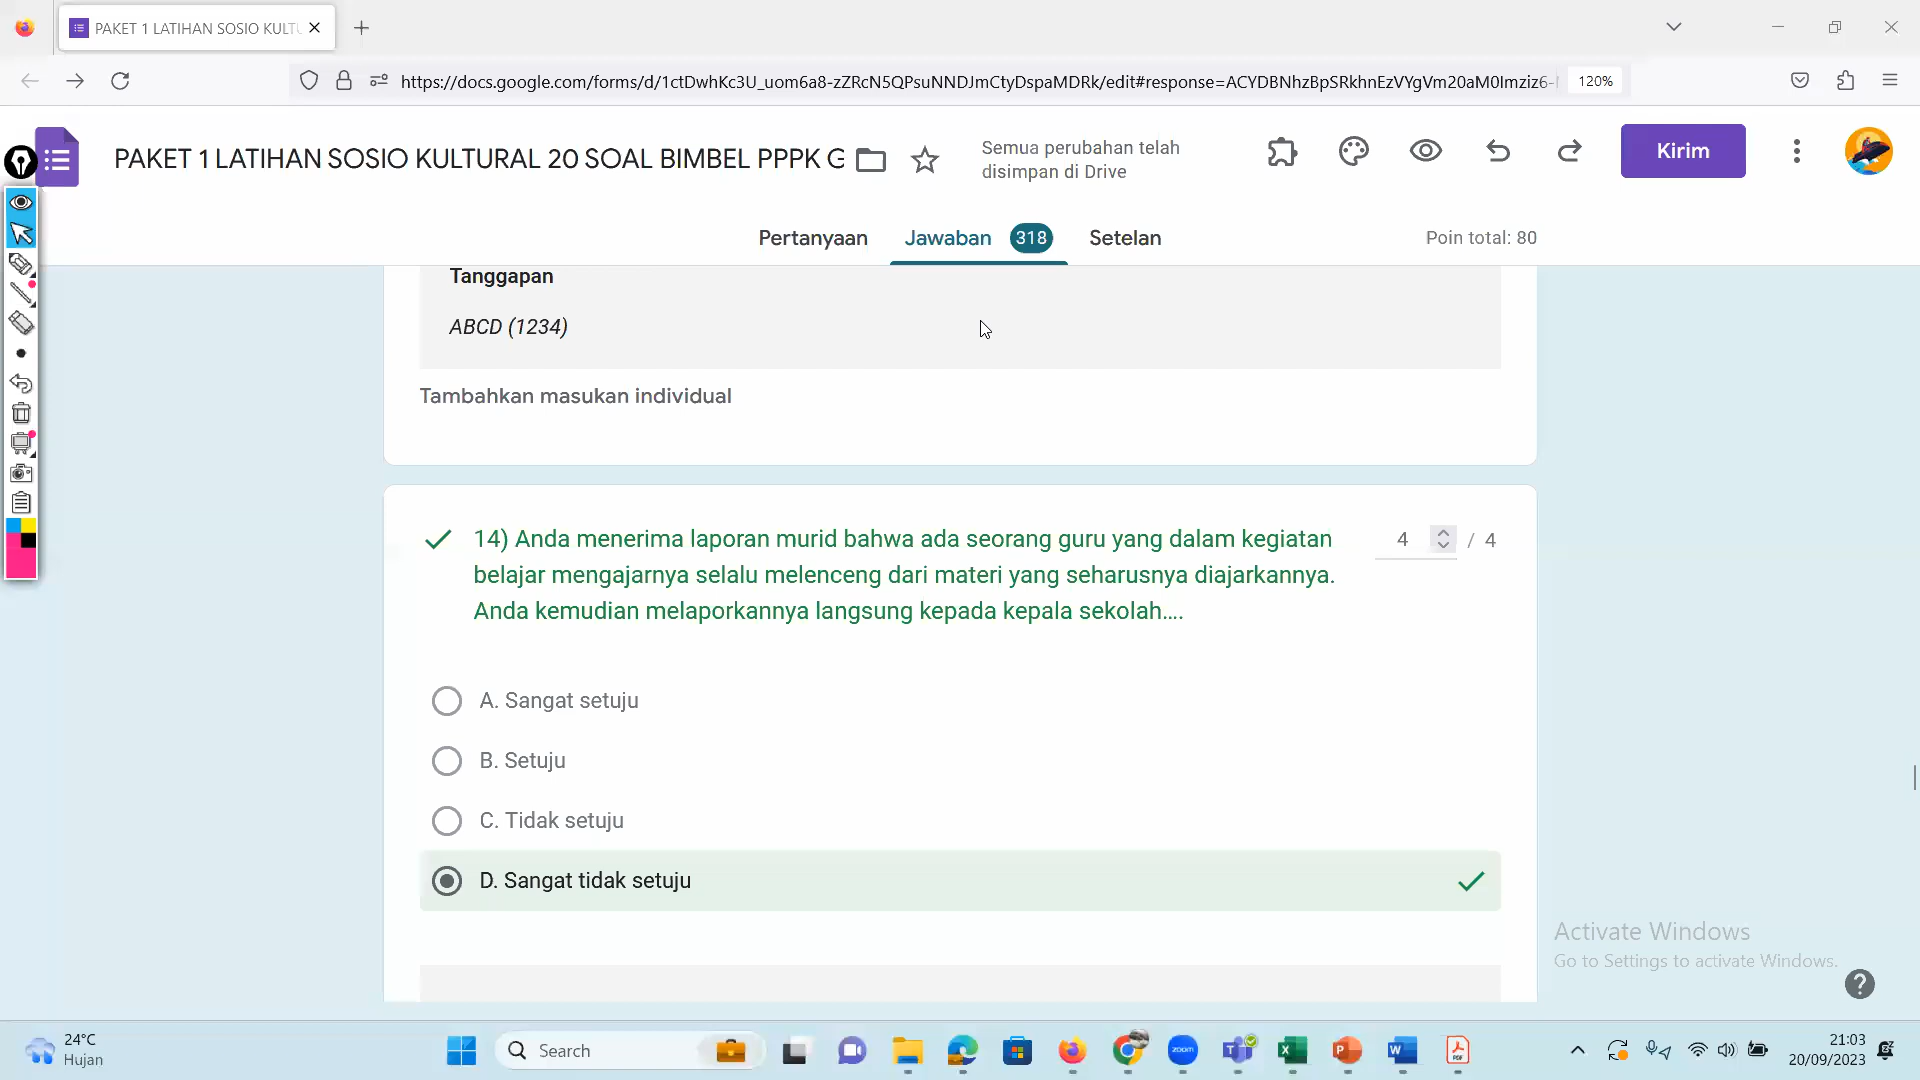 PAKET 1 LATIHAN SOSIO KULTU
https://docs.google.com/forms/d/1ctDwhKc3U_uom6a8-zZRcN5QPsuNNDJmCtyDspaMDRk/edit#response=ACYDBNhzBpSRkhnEzVYgVm20aM0Imziz6-
120%
PAKET 1 LATIHAN SOSIO KULTURAL 20 SOAL BIMBEL PPPK G
Semua perubahan telah
disimpan di Drive
Kirim
Pertanyaan
Jawaban 318
Setelan
Poin total: 80
Tanggapan
ABCD (1234)
Tambahkan masukan individual
14) Anda menerima laporan murid bahwa ada seorang guru yang dalam kegiatan
belajar mengajarnya selalu melenceng dari materi yang seharusnya diajarkannya.
Anda kemudian melaporkannya langsung kepada kepala sekolah....
4 / 4
A. Sangat setuju
B. Setuju
C. Tidak setuju
D. Sangat tidak setuju
Activate Windows
Go to Settings to activate Windows.
24°C
Hujan
Search
zoom
21:03
20/09/2023